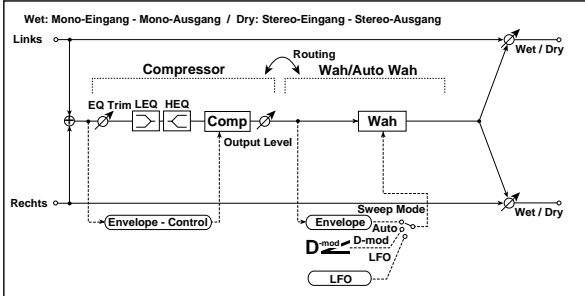 Wet: Mono-Eingang - Mono-Ausgang / Dry: Stereo-Eingang - Stereo-Ausgang
Links
Wet / Dry
Routing
Compressor
Wah/Auto Wah
EQ Trim
LEQ
HEQ
Comp
Output Level
Wah
Rechts
Wet / Dry
Envelope - Control
Envelope
Sweep Mode
Auto
D-mod
D-mod
LFO
LFO